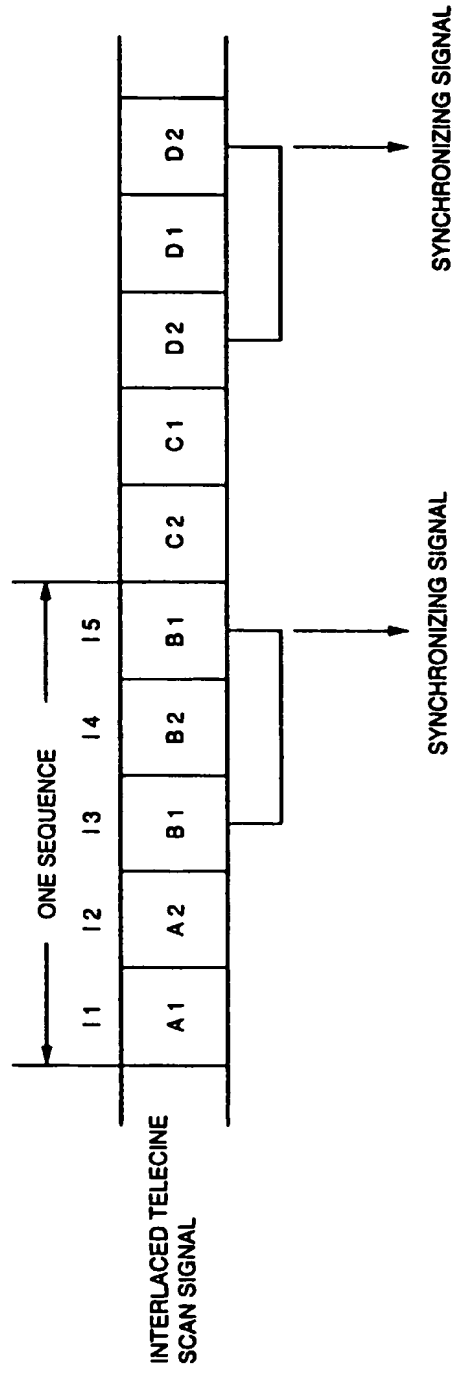 ONE SEQUENCE
I1 I2 I3 I4 I5
INTERLACED TELECINE
SCAN SIGNAL
A1 A2 B1 B2 B1 C2 C1 D2 D1 D2
SYNCHRONIZING SIGNAL
SYNCHRONIZING SIGNAL